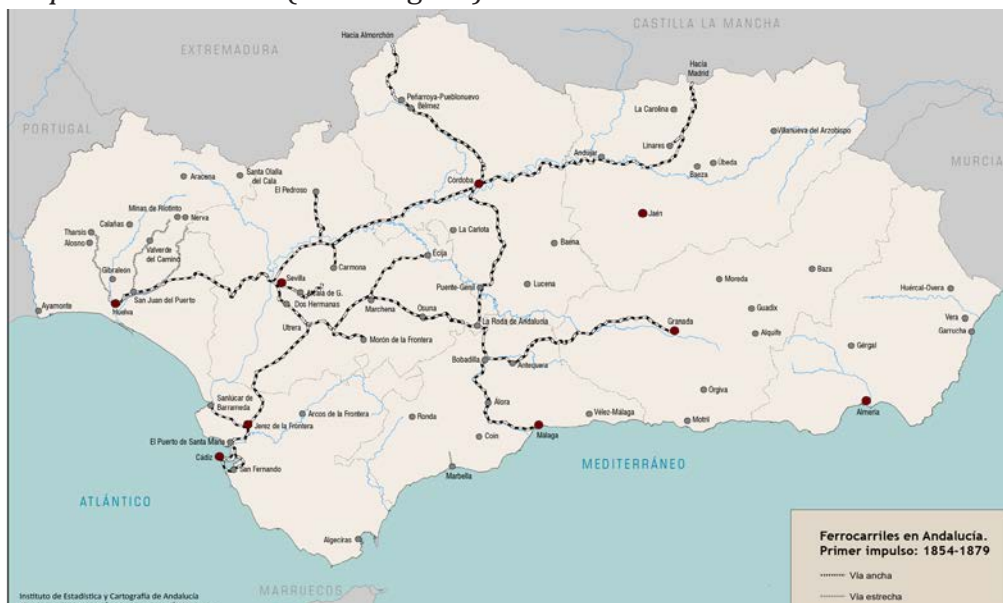 CASTILLA LA MANCHA
Hacia Almorchón
EXTREMADURA
Hacia
Madrid
Peñarroya-Pueblonuevo
Belmez
La Carolina
PORTUGAL
Villanueva del Arzobispo
Linares
Andújar
MURCIA
Úbeda
Baeza
Santa Olalla
del Cala
Aracena
Córdoba
El Pedroso
Minas de Riotinto
Nerva
Jaén
Calañas
Tharsis
Alosno
La Carlota
Valverde
del Camino
Baena
Écija
Carmona
Gibraleón
Sevilla
Baza
Moreda
Alcalá de G.
Puente-Genil
Lucena
Huércal-Overa
San Juan del Puerto
Dos Hermanas
Marchena
Ayamonte
Huelva
Osuna
Guadix
Vera
Granada
La Roda de Andalucía
Utrera
Garrucha
Alquife
Morón de la Frontera
Gérgal
Bobadilla
Antequera
Órgiva
Sanlúcar de
Barrameda
Álora
Almería
Arcos de la Frontera
Ronda
Vélez-Málaga
Motril
Jerez de la Frontera
Málaga
Coín
El Puerto de Santa María
Cádiz
San Fernando
MEDITERRÁNEO
Marbella
ATLÁNTICO
Algeciras
Ferrocarriles en Andalucía.
Primer impulso: 1854-1879
Vía ancha
MARRUECOS
Vía estrecha
Instituto de Estadística y Cartografía de Andalucía